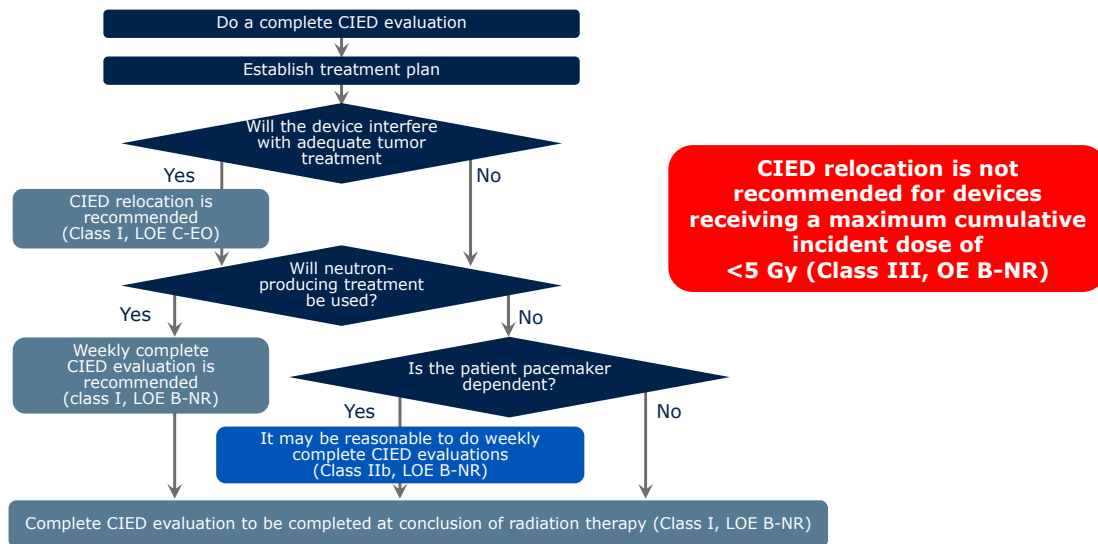 Do a complete CIED evaluation
Establish treatment plan
Will the device interfere
with adequate tumor
treatment
Yes
No
CIED relocation is
recommended
(Class I, LOE C-EO)
Will neutron-
producing treatment
be used?
Yes
No
Weekly complete
CIED evaluation is
recommended
(class I, LOE B-NR)
Is the patient pacemaker
dependent?
Yes
No
It may be reasonable to do weekly
complete CIED evaluations
(Class IIb, LOE B-NR)
Complete CIED evaluation to be completed at conclusion of radiation therapy (Class I, LOE B-NR)
CIED relocation is not
recommended for devices
receiving a maximum cumulative
incident dose of
<5 Gy (Class III, OE B-NR)